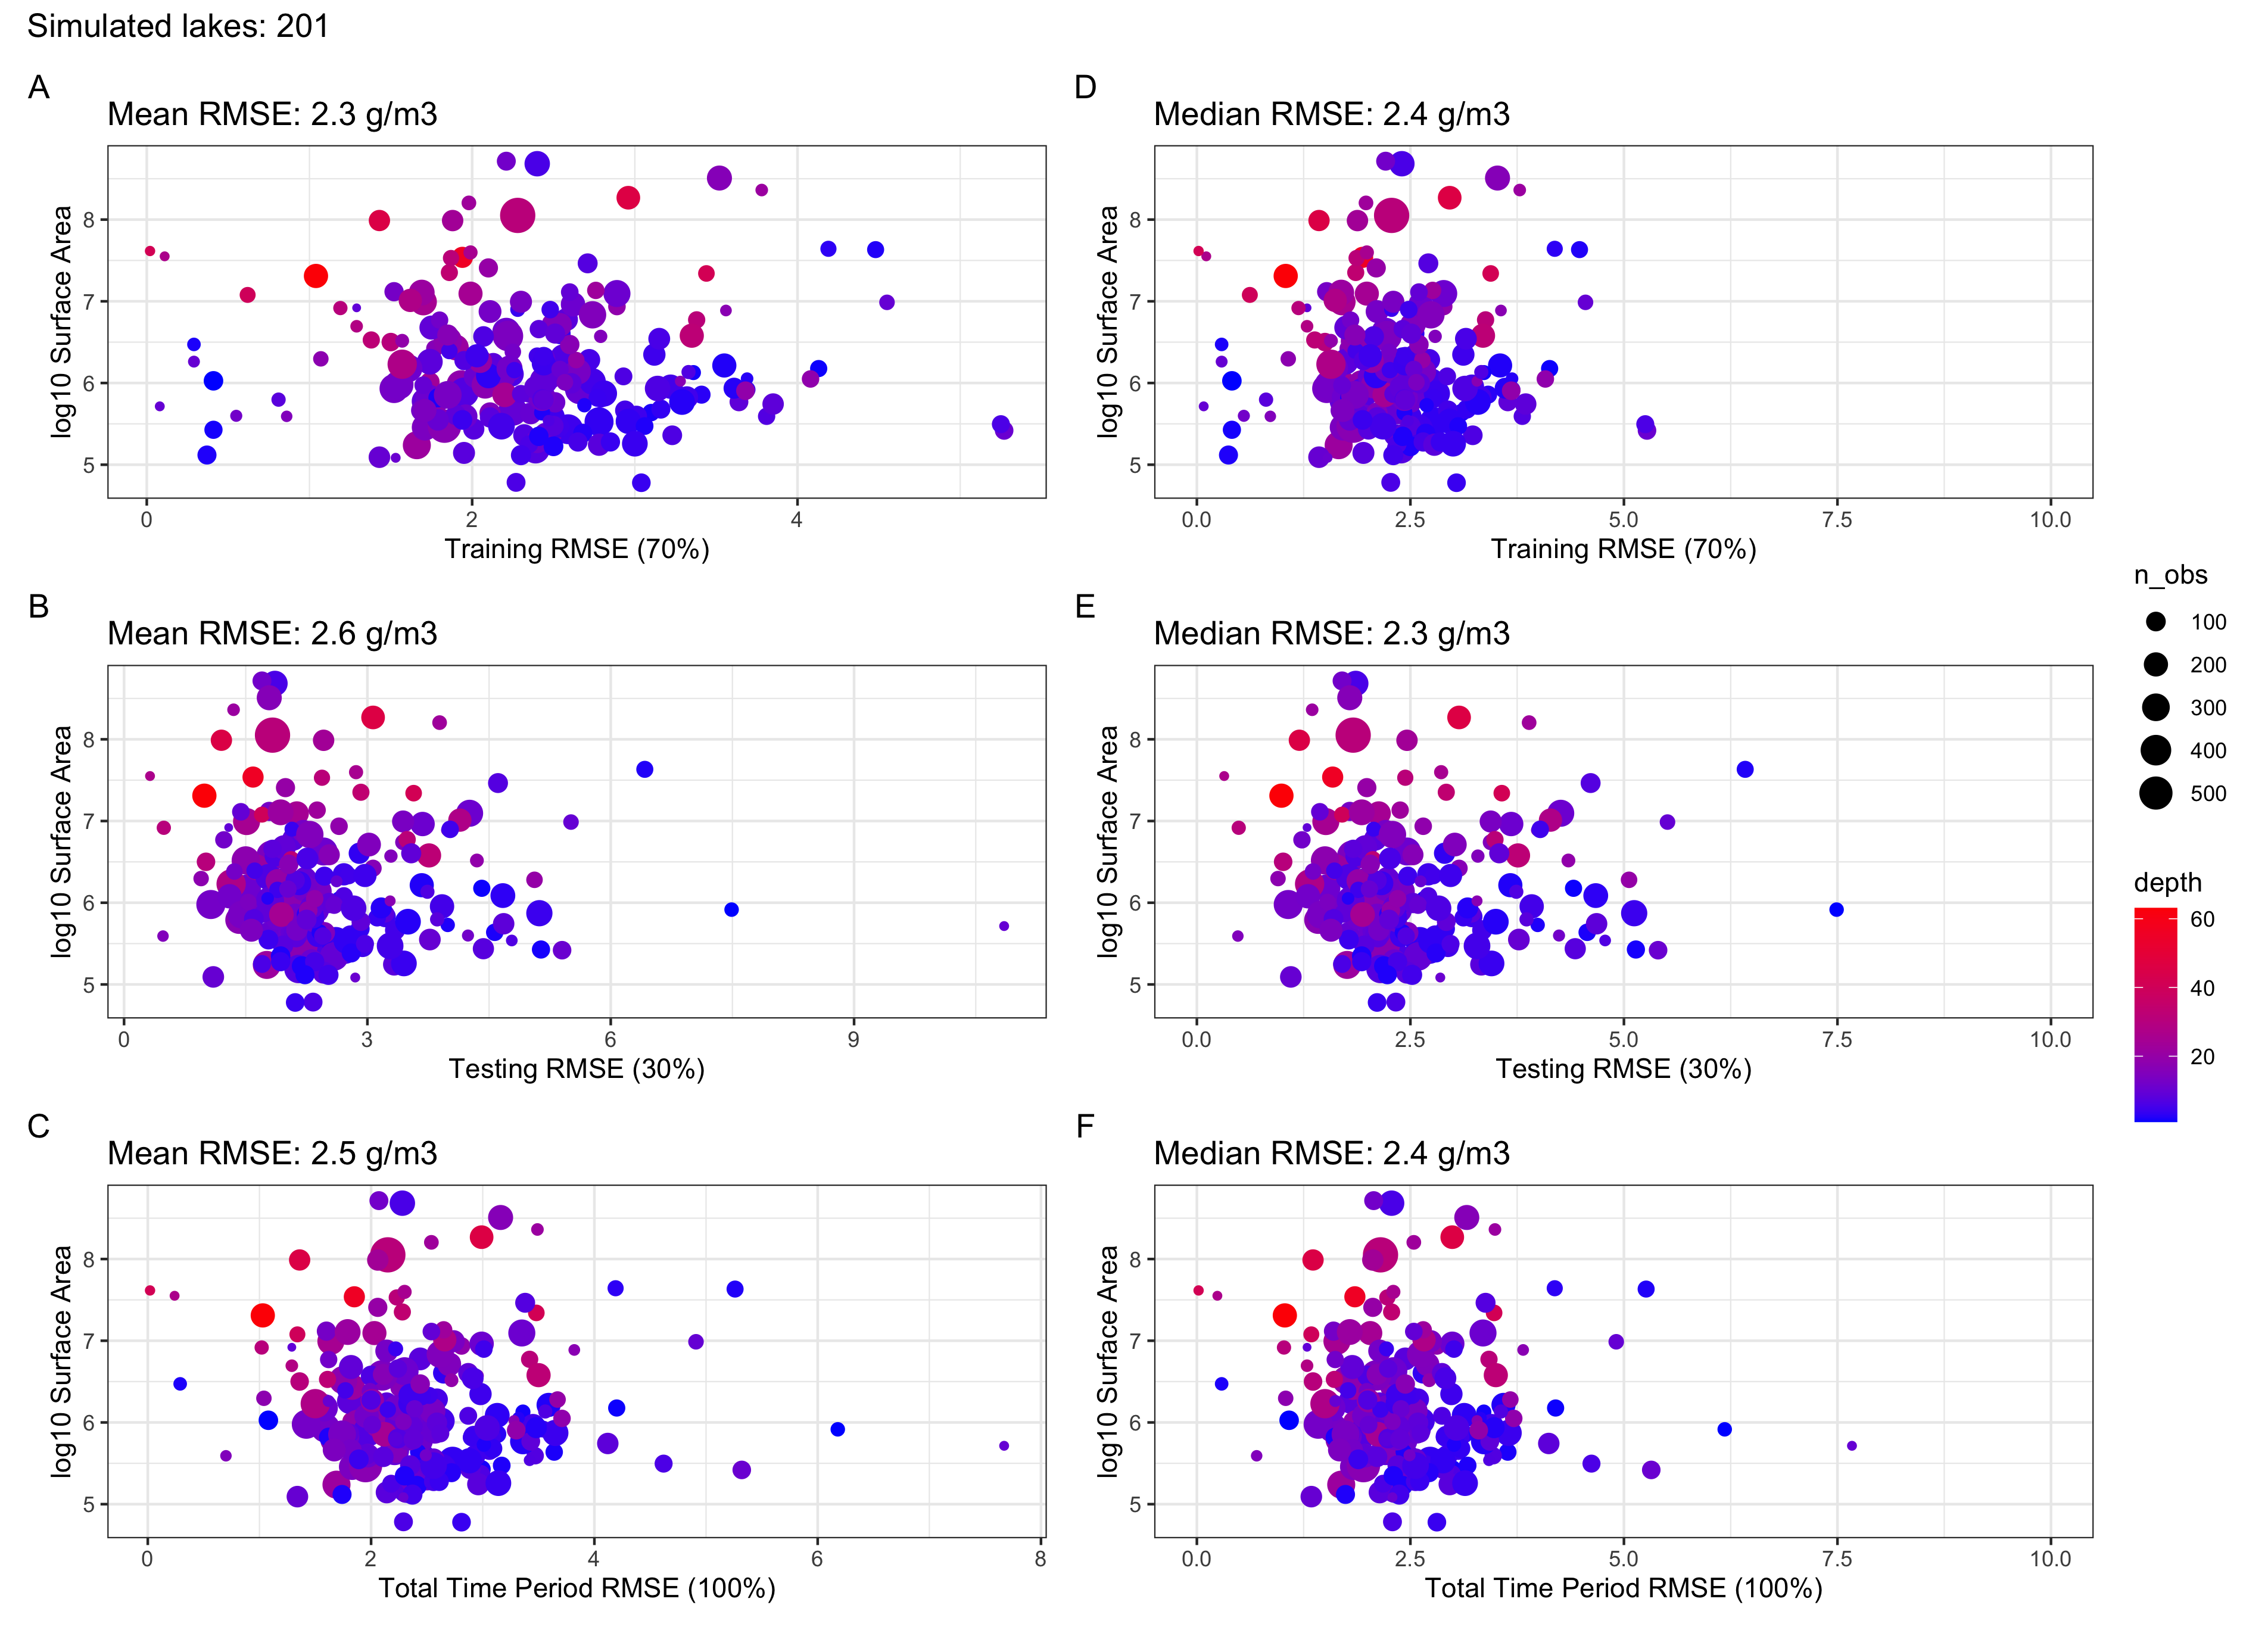 Simulated lakes: 201
A
Mean RMSE: 2.3 g/m3
log10 Surface Area
8
7
6
5
0
2
4
Training RMSE (70%)
D
Median RMSE: 2.4 g/m3
log10 Surface Area
8
7
6
5
0.0
2.5
5.0
7.5
10.0
Training RMSE (70%)
B
Mean RMSE: 2.6 g/m3
log10 Surface Area
8
7
6
5
0
3
6
9
Testing RMSE (30%)
E
Median RMSE: 2.3 g/m3
log10 Surface Area
8
7
6
5
0.0
2.5
5.0
7.5
10.0
Testing RMSE (30%)
C
Mean RMSE: 2.5 g/m3
log10 Surface Area
8
7
6
5
0
2
4
6
8
Total Time Period RMSE (100%)
F
Median RMSE: 2.4 g/m3
log10 Surface Area
8
7
6
5
0.0
2.5
5.0
7.5
10.0
Total Time Period RMSE (100%)
n_obs
100
200
300
400
500
depth
60
40
20